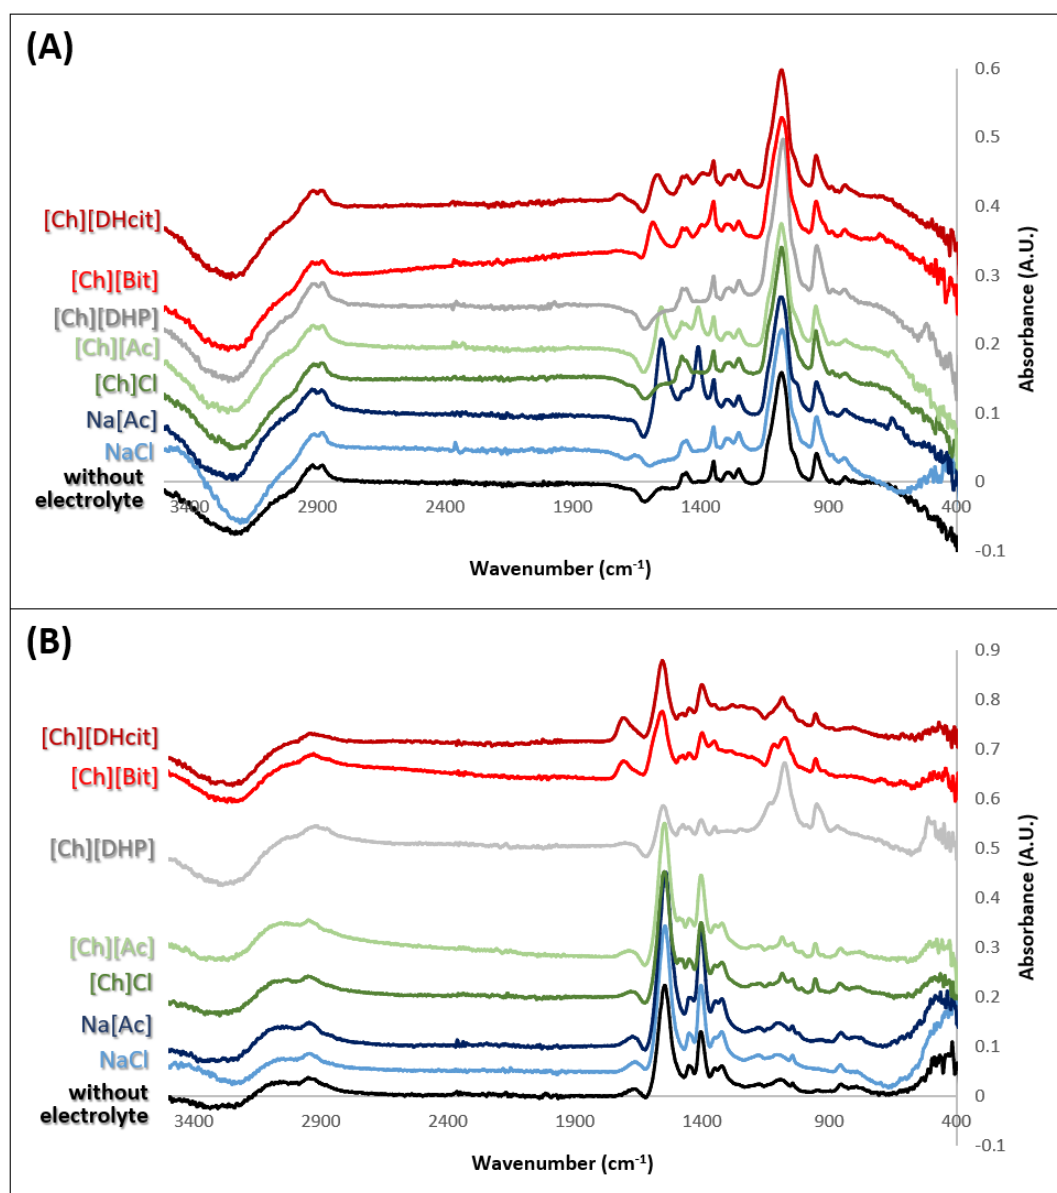 (A)
0.6
0.5
0.4
0.3
0.2
0.1
0
-0.1
Absorbance (A.U.)
[Ch][DHcit]
[Ch][Bit]
[Ch][DHP]
[Ch][Ac]
[Ch]Cl
Na[Ac]
NaCl
without
electrolyte
3400 2900 2400 1900 1400 900 400
Wavenumber (cm⁻¹)
(B)
0.9
0.8
0.7
0.6
0.5
0.4
0.3
0.2
0.1
0
-0.1
Absorbance (A.U.)
[Ch][DHcit]
[Ch][Bit]
[Ch][DHP]
[Ch][Ac]
[Ch]Cl
Na[Ac]
NaCl
without
electrolyte
3400 2900 2400 1900 1400 900 400
Wavenumber (cm⁻¹)